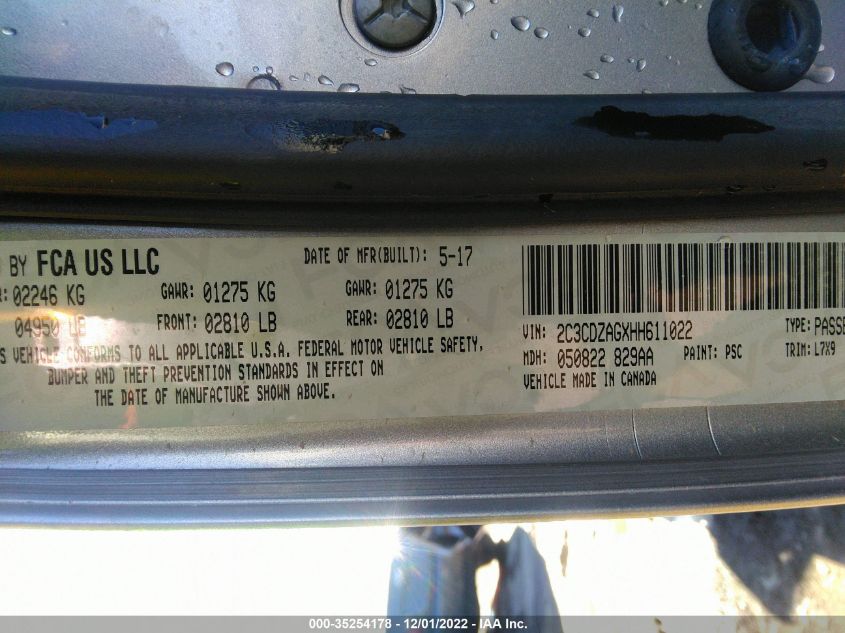 BY FCA US LLC
DATE OF MFR(BUILT): 5-17
02246 KG GAWR: 01275 KG GAWR: 01275 KG
04950 LB FRONT: 02810 LB REAR: 02810 LB
VEHICLE CONFORMS TO ALL APPLICABLE U.S.A. FEDERAL MOTOR VEHICLE SAFETY,
BUMPER AND THEFT PREVENTION STANDARDS IN EFFECT ON
THE DATE OF MANUFACTURE SHOWN ABOVE.
VIN: 2C3CDZAGXHH611022 TYPE: PASSE
MDH: 050822 829AA PAINT: PSC TRIM: L7X9
VEHICLE MADE IN CANADA
000-35254178 - 12/01/2022 - IAA Inc.